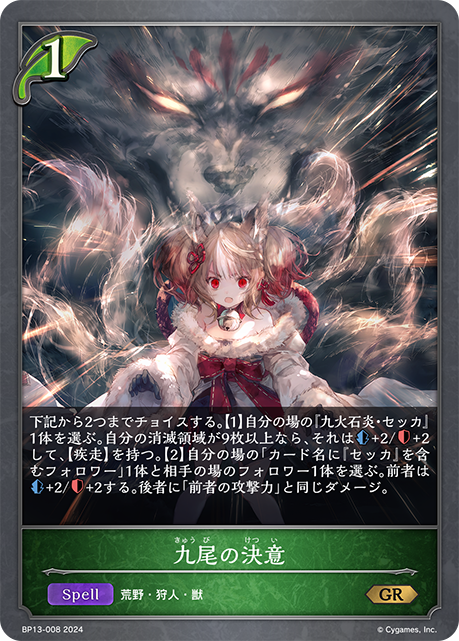 1
下記から2つまでチョイスする。【1】自分の場の『九火石炎・セッカ』
1体を選ぶ。自分の消滅領域が9枚以上なら、それは+2/+2
して、【疾走】を持つ。【2】自分の場の「カード名に『セッカ』を含
むフォロワー」1体と相手の場のフォロワー1体を選ぶ。前者は
+2/+2する。後者に「前者の攻撃力」と同じダメージ。
きゅう び けつ い
九尾の決意
Spell 荒野・狩人・獣 GR
BP13-008 2024 © Cygames, Inc.